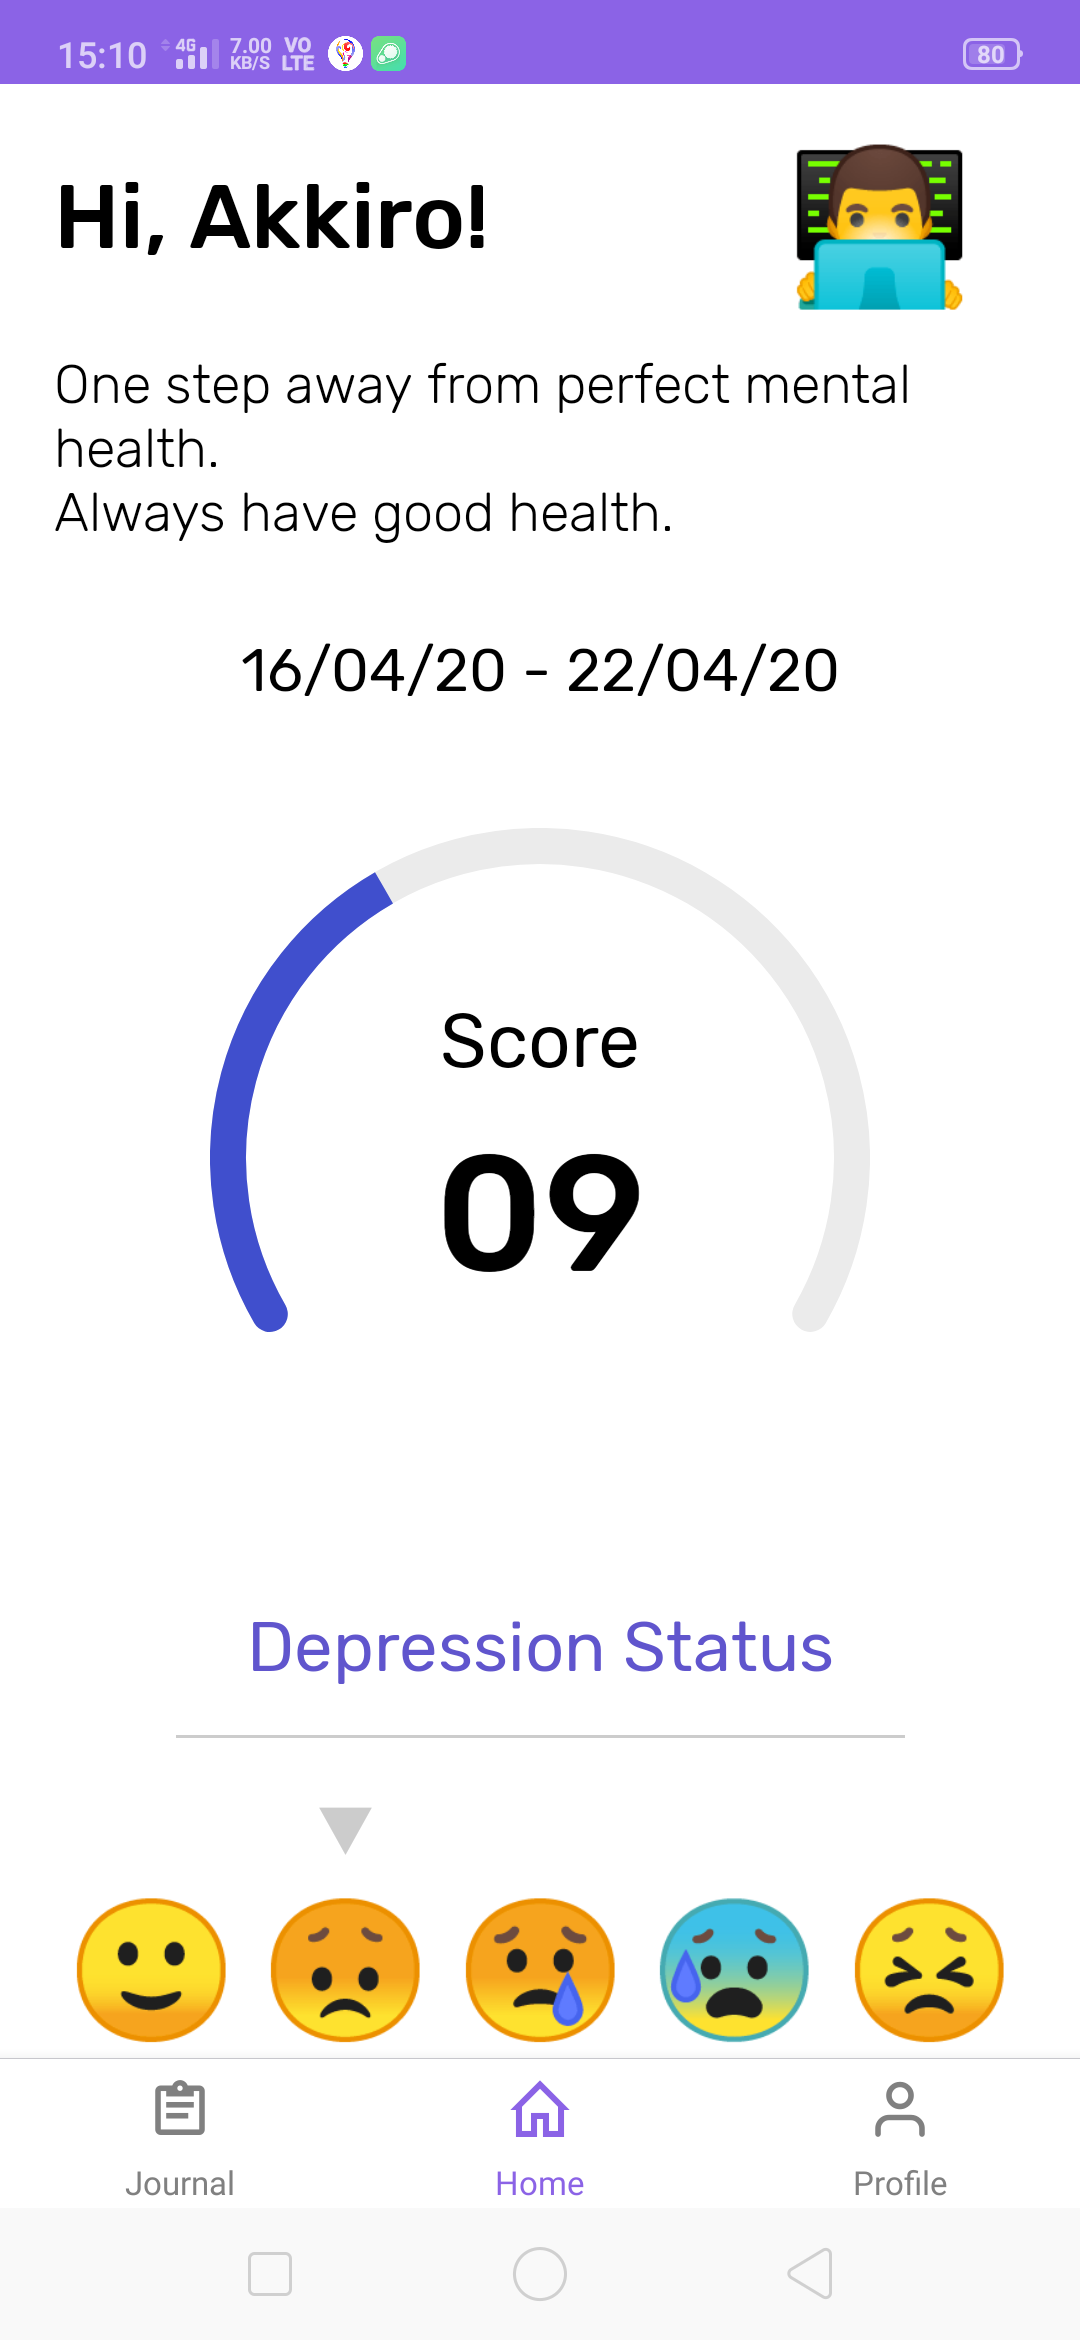 15:10 4G 7.00 KB/S VO LTE 80
Hi, Akkiro!
One step away from perfect mental
health.
Always have good health.
16/04/20 - 22/04/20
Score
09
Depression Status
Journal Home Profile